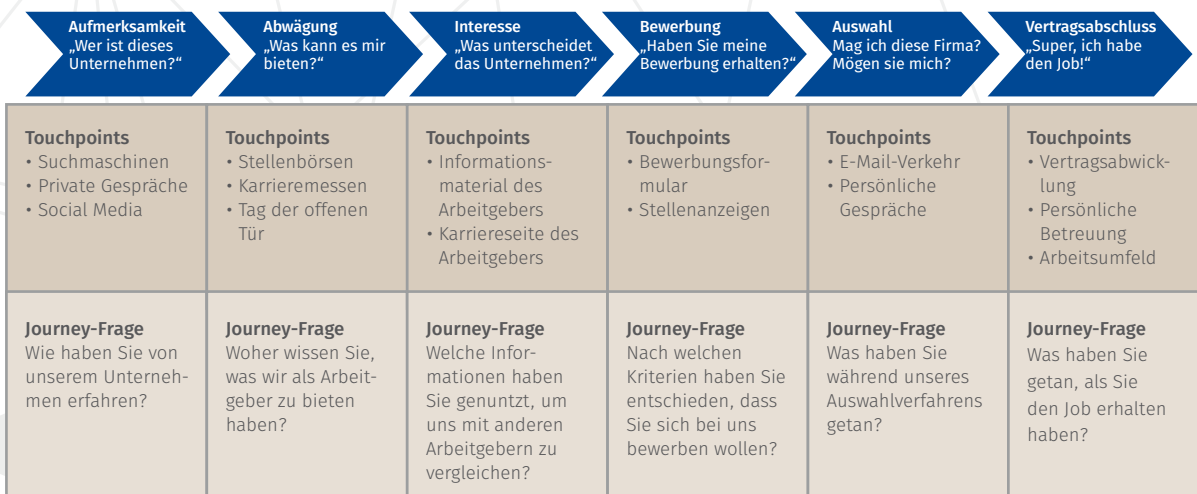 Aufmerksamkeit
„Wer ist dieses
Unternehmen?“
Abwägung
„Was kann es mir
bieten?“
Interesse
„Was unterscheidet
das Unternehmen?“
Bewerbung
„Haben Sie meine
Bewerbung erhalten?“
Auswahl
Mag ich diese Firma?
Mögen sie mich?
Vertragsabschluss
„Super, ich habe
den Job!“
Touchpoints
• Suchmaschinen
• Private Gespräche
• Social Media
Touchpoints
• Stellenbörsen
• Karrieremessen
• Tag der offenen
Tür
Touchpoints
• Informations-
material des
Arbeitgebers
• Karriereseite des
Arbeitgebers
Touchpoints
• Bewerbungsfor-
mular
• Stellenanzeigen
Touchpoints
• E-Mail-Verkehr
• Persönliche
Gespräche
Touchpoints
• Vertragsabwick-
lung
• Persönliche
Betreuung
• Arbeitsumfeld
Journey-Frage
Wie haben Sie von
unserem Unterneh-
men erfahren?
Journey-Frage
Woher wissen Sie,
was wir als Arbeit-
geber zu bieten
haben?
Journey-Frage
Welche Infor-
mationen haben
Sie genuntzt, um
uns mit anderen
Arbeitgebern zu
vergleichen?
Journey-Frage
Nach welchen
Kriterien haben Sie
entschieden, dass
Sie sich bei uns
bewerben wollen?
Journey-Frage
Was haben Sie
während unseres
Auswahlverfahrens
getan?
Journey-Frage
Was haben Sie
getan, als Sie
den Job erhalten
haben?